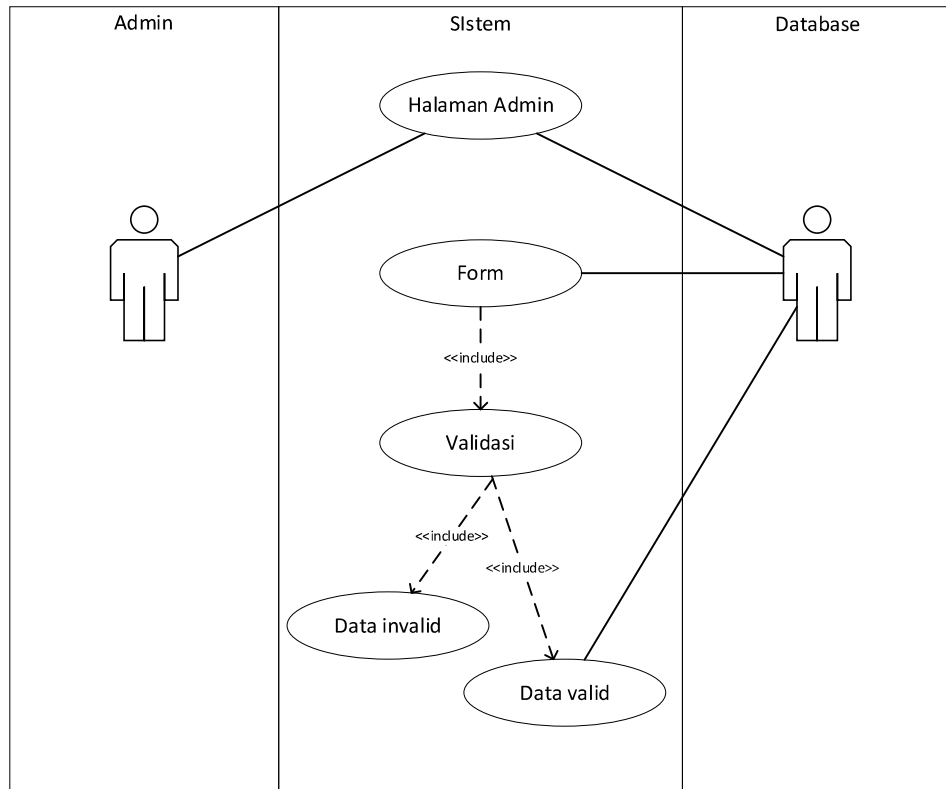 Admin
SIstem
Database
Halaman Admin
Form
<<include>>
Validasi
<<include>>
<<include>>
Data invalid
Data valid